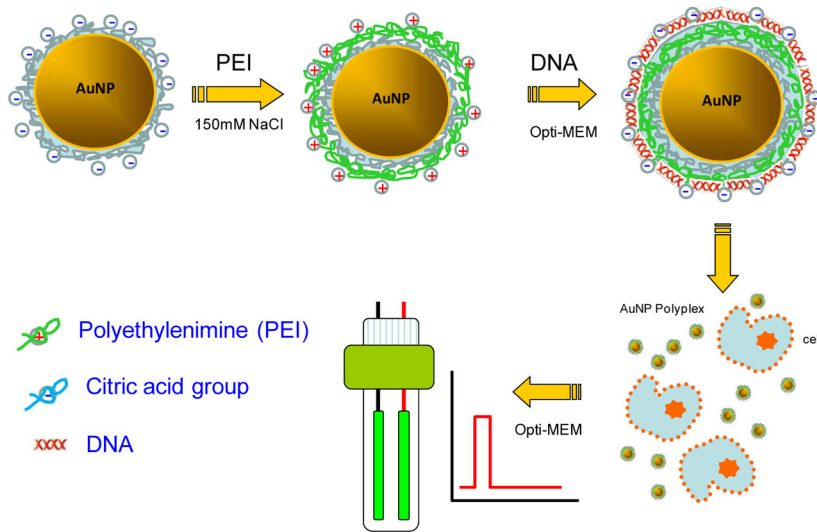 PEI
DNA
AuNP
AuNP
AuNP
150mM NaCl
Opti-MEM
AuNP Polyplex
ce
Polyethylenimine (PEI)
Citric acid group
Opti-MEM
DNA